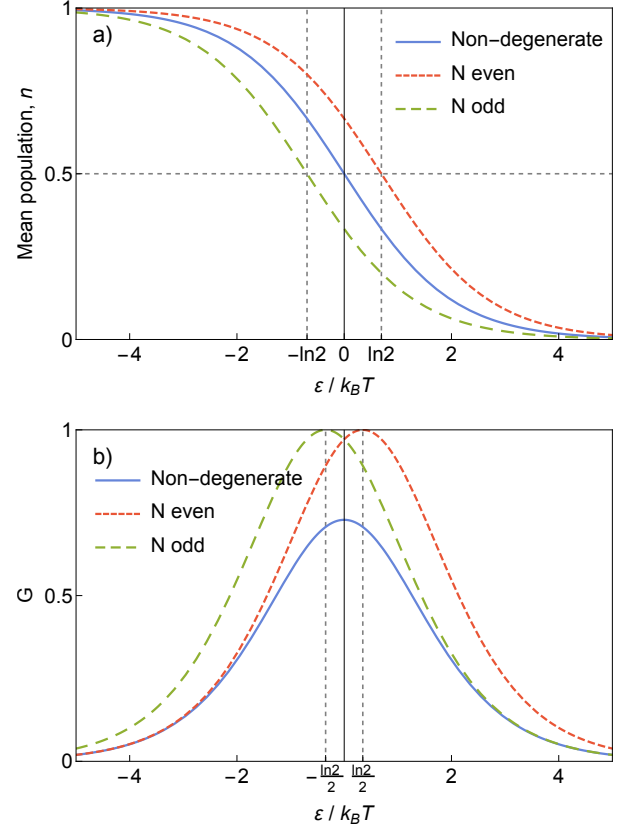 a)
Non-degenerate
N even
N odd
Mean population, n
1
0.5
0
−4
−2
−ln2
0
ln2
2
4
ε / k_BT
b)
Non-degenerate
N even
N odd
G
1
0.5
0
−4
−2
−ln2/2
ln2/2
2
4
ε / k_BT